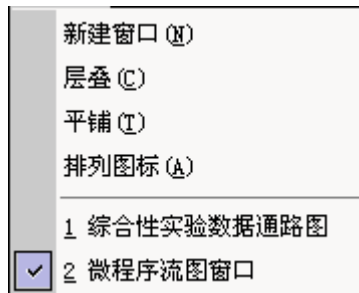 新建窗口(N)
层叠(C)
平铺(T)
排列图标(A)
1 综合性实验数据通路图
2 微程序流图窗口